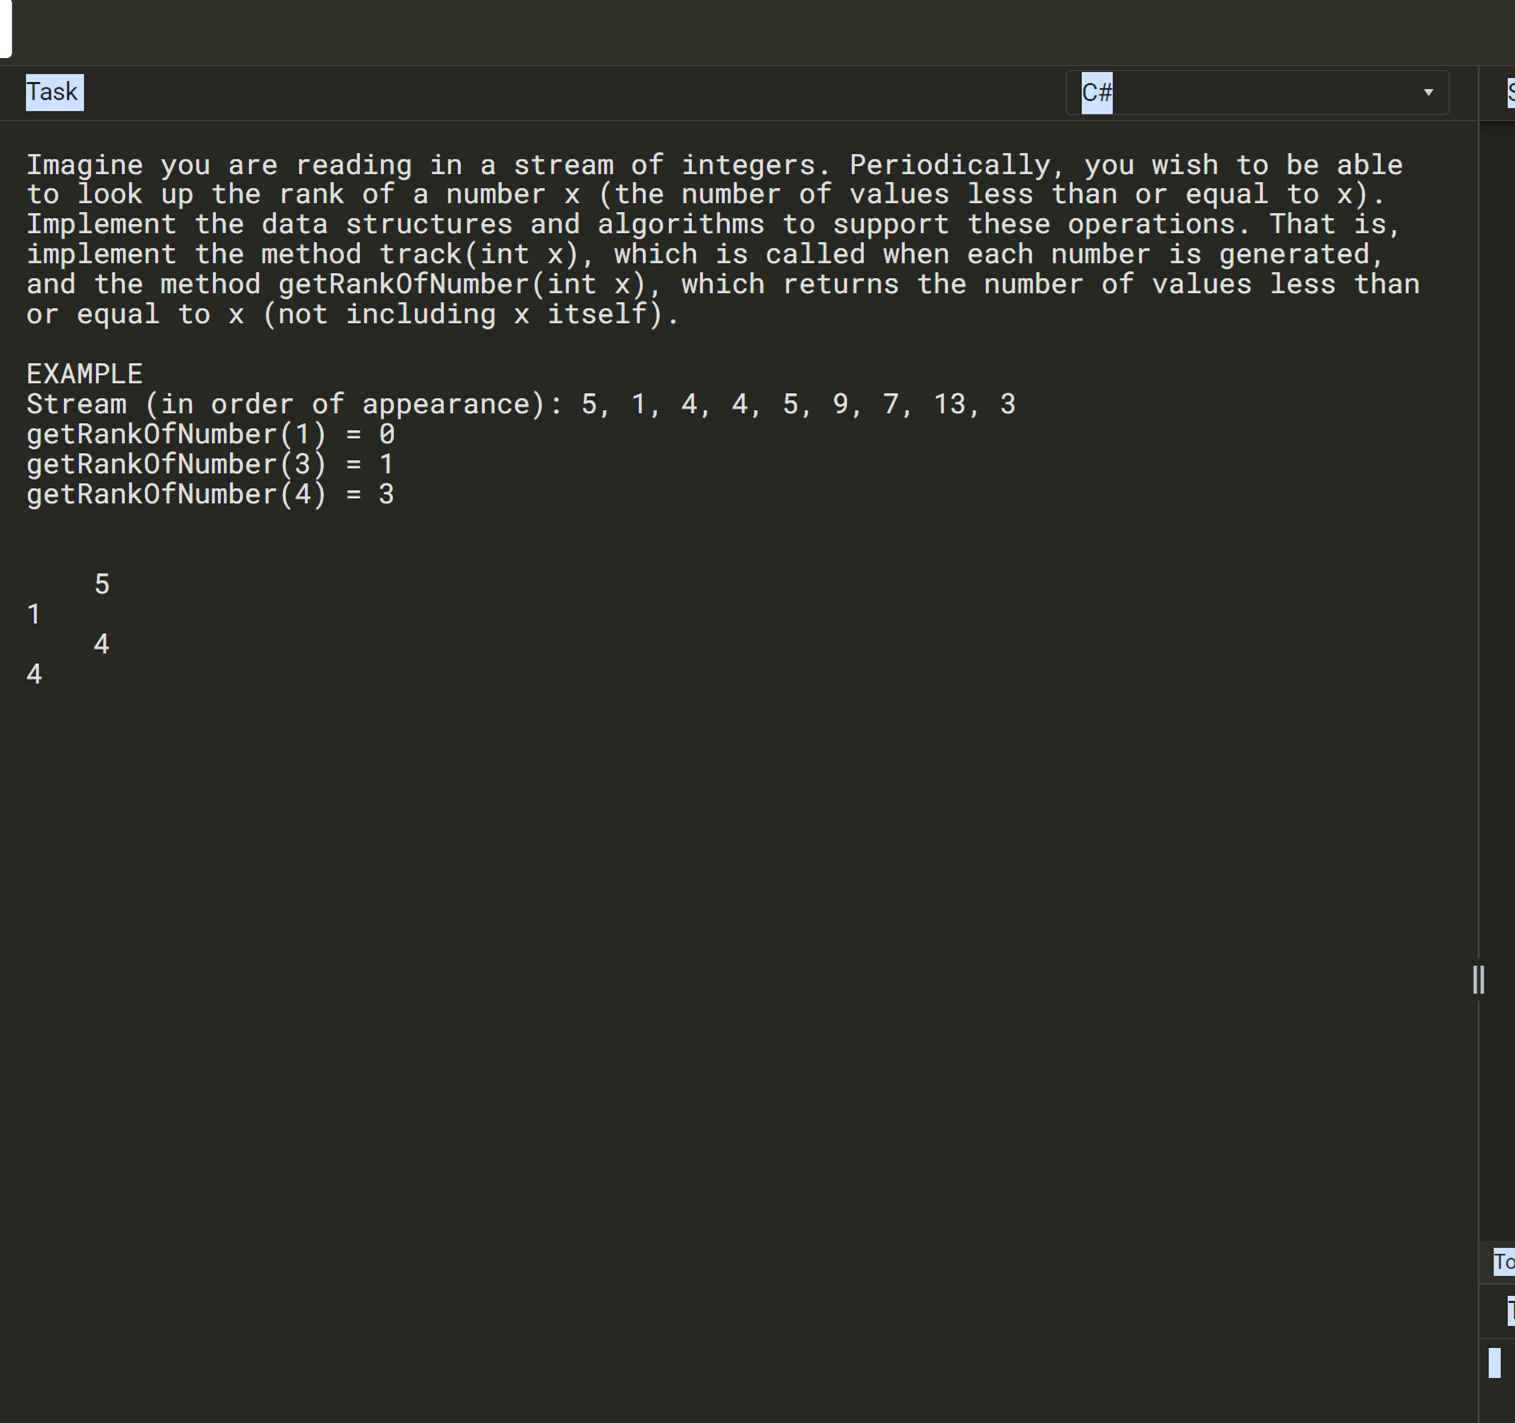 Task
C#
Imagine you are reading in a stream of integers. Periodically, you wish to be able
to look up the rank of a number x (the number of values less than or equal to x).
Implement the data structures and algorithms to support these operations. That is,
implement the method track(int x), which is called when each number is generated,
and the method getRankOfNumber(int x), which returns the number of values less than
or equal to x (not including x itself).
EXAMPLE
Stream (in order of appearance): 5, 1, 4, 4, 5, 9, 7, 13, 3
getRankOfNumber(1) = 0
getRankOfNumber(3) = 1
getRankOfNumber(4) = 3
5
1
4
4
To